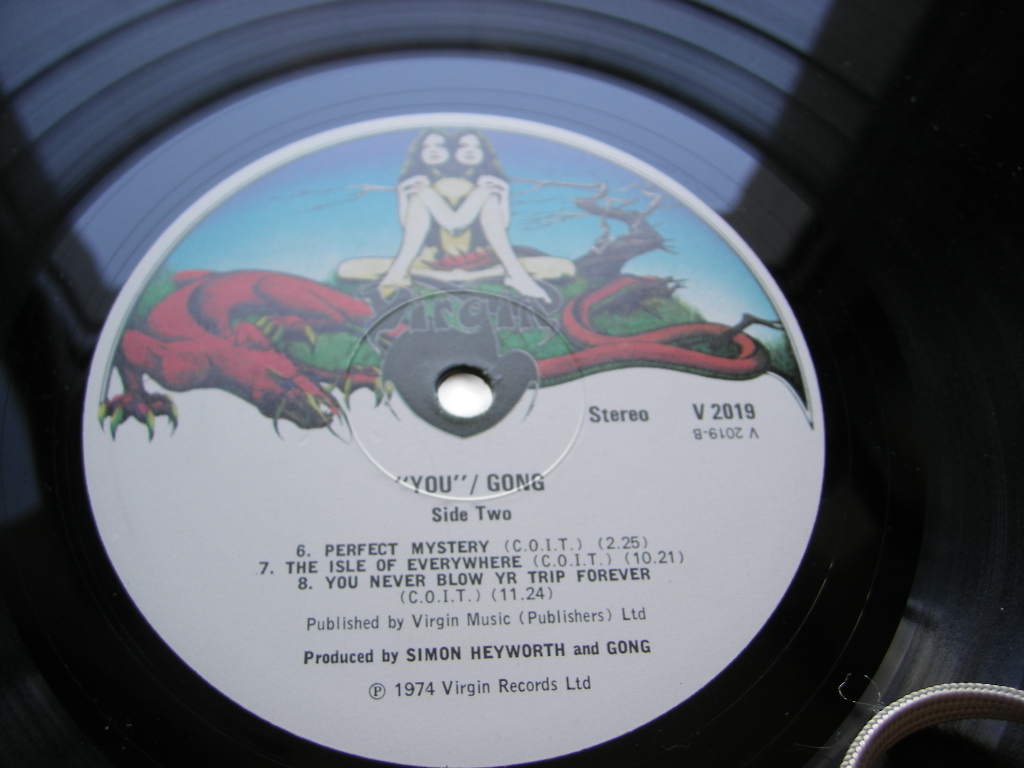 Virgin
Stereo V 2019
V 2019-B
"YOU"/ GONG
Side Two
6. PERFECT MYSTERY (C.O.I.T.) (2.25)
7. THE ISLE OF EVERYWHERE (C.O.I.T.) (10.21)
8. YOU NEVER BLOW YR TRIP FOREVER
(C.O.I.T.) (11.24)
Published by Virgin Music (Publishers) Ltd
Produced by SIMON HEYWORTH and GONG
Ⓟ 1974 Virgin Records Ltd